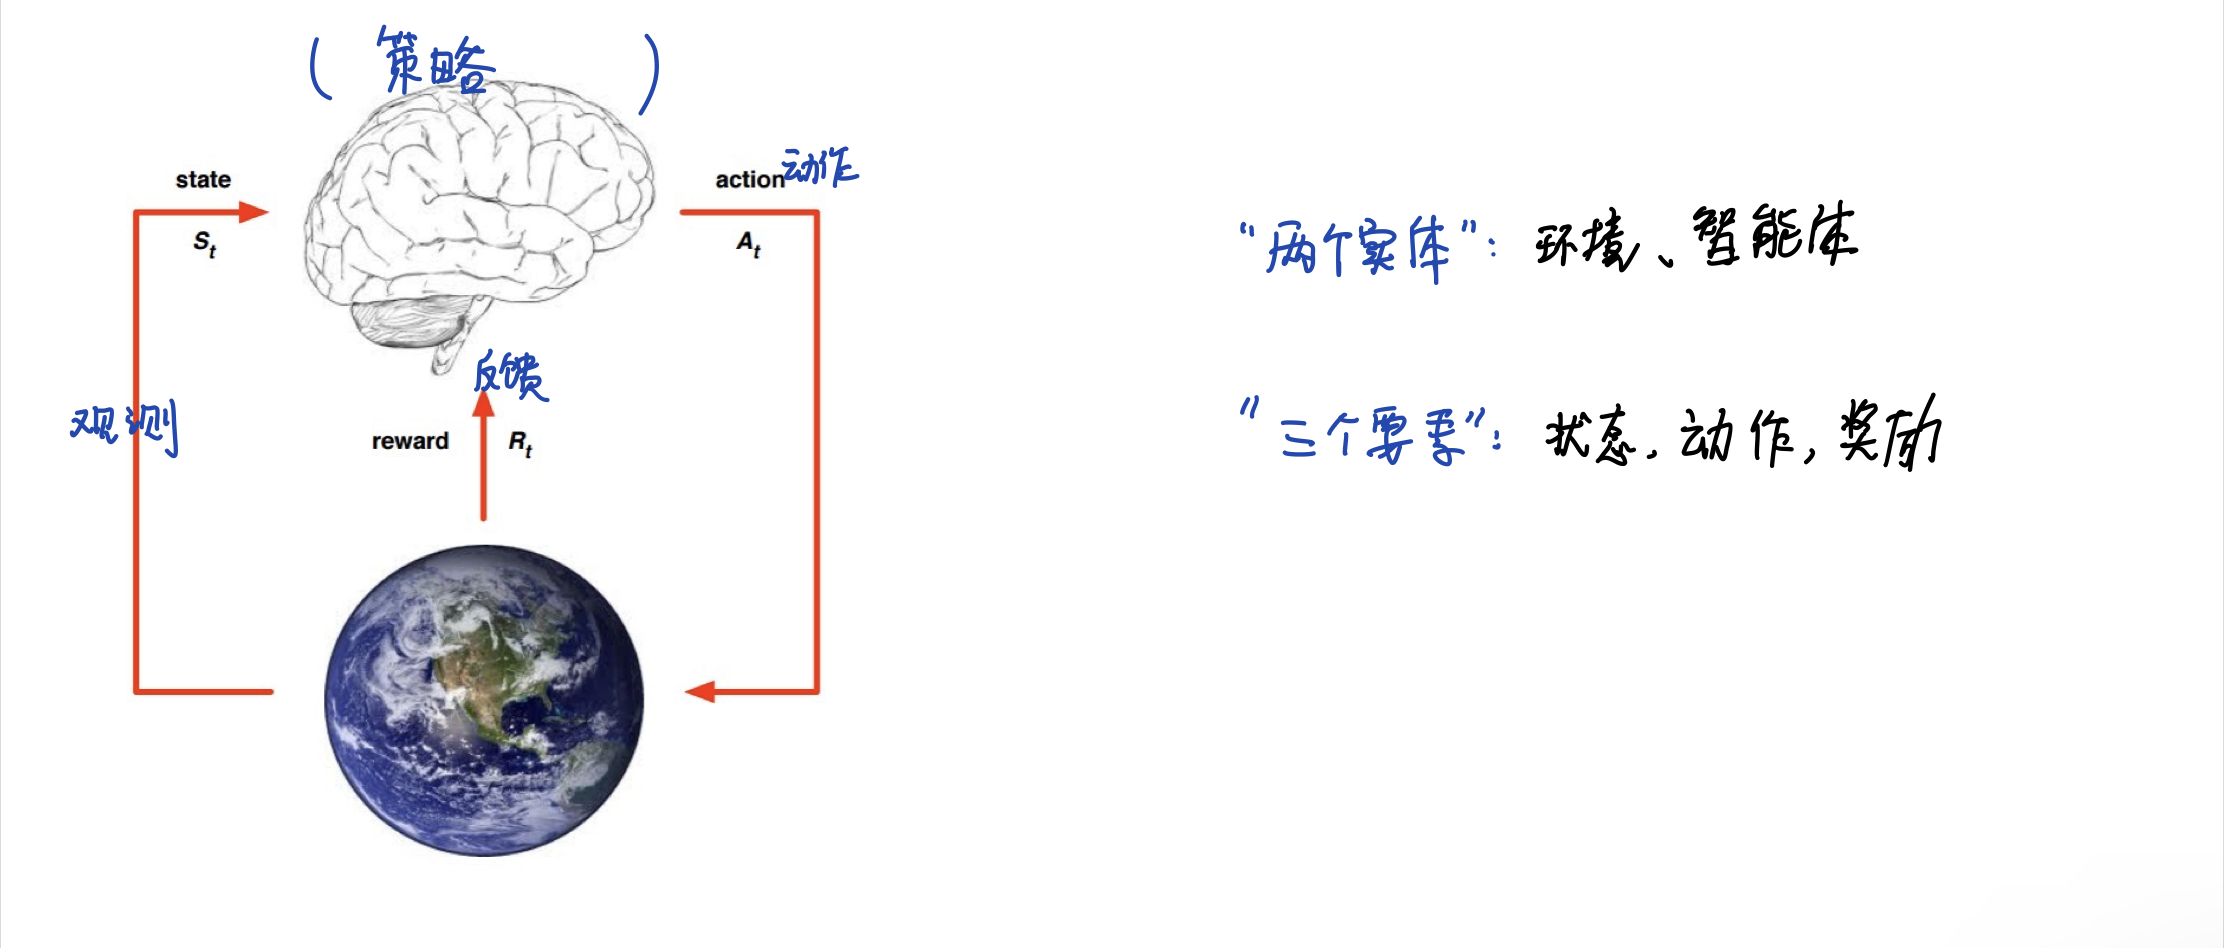 （策略）
state
action 动作
S_t
A_t
“两个实体”：环境、智能体
反馈
观测
reward R_t
“三个要素”：状态，动作，奖励